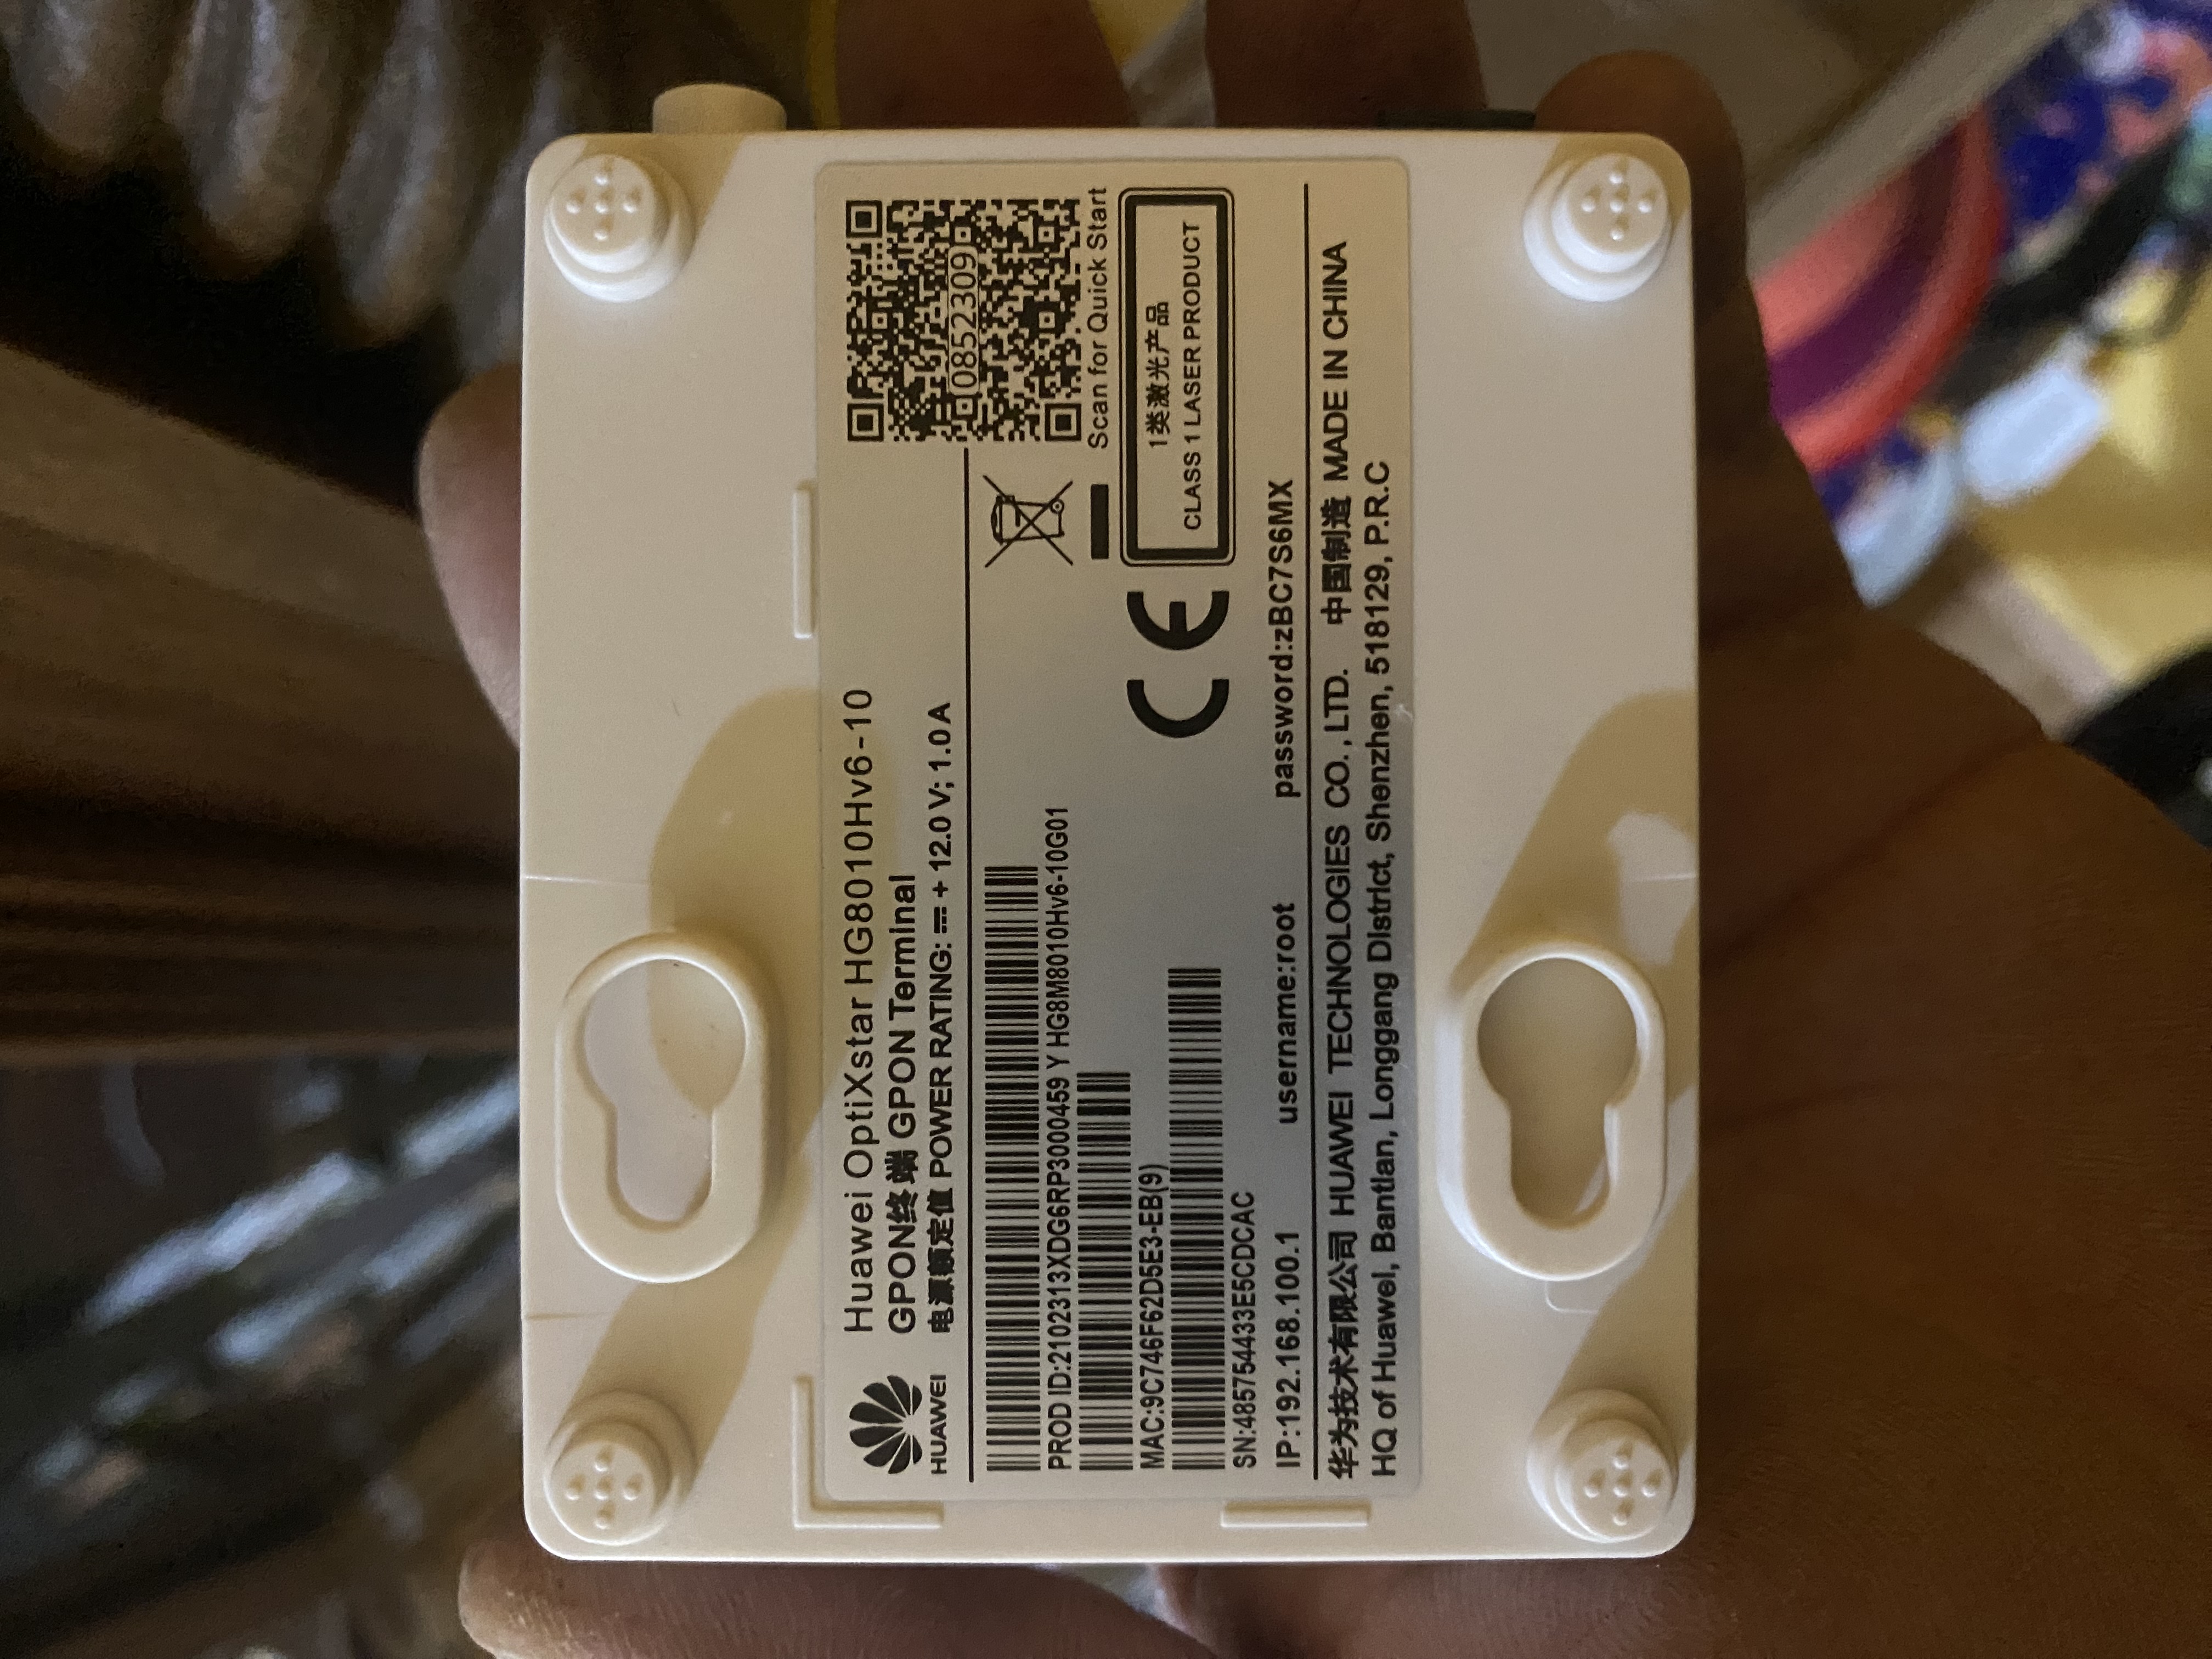 HUAWEI
Huawei OptiXstar HG8010Hv6-10
GPON终端 GPON Terminal
电源额定值 POWER RATING: ⎓ + 12.0 V; 1.0 A
PROD ID:2102313XDG6RP3000459 Y HG8M8010Hv6-10G01
MAC:9C746F62D5E3-EB(9)
SN:48575443 3E5CDCAC
IP:192.168.100.1 username:root password:zBC7S6MX
0852309
Scan for Quick Start
CE
1类激光产品
CLASS 1 LASER PRODUCT
华为技术有限公司 HUAWEI TECHNOLOGIES CO., LTD. 中国制造 MADE IN CHINA
HQ of Huawei, Bantian, Longgang District, Shenzhen, 518129, P.R.C